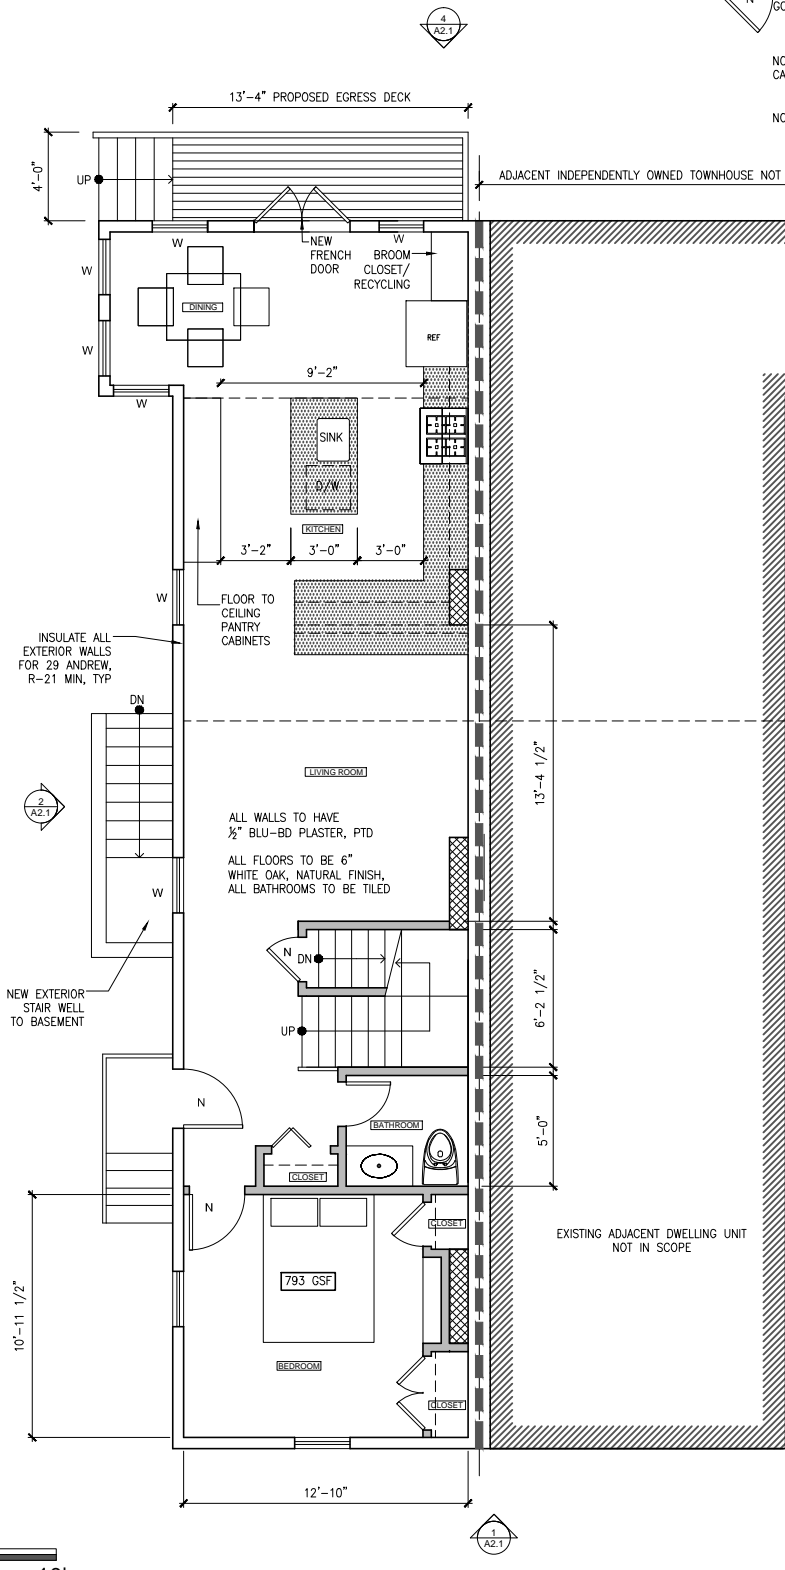 4
A2.1
N
GO
NO
CA
NO
13'-4" PROPOSED EGRESS DECK
4'-0"
UP
ADJACENT INDEPENDENTLY OWNED TOWNHOUSE NOT
W
NEW
FRENCH
DOOR
W
BROOM
CLOSET/
RECYCLING
W
DINING
REF
W
9'-2"
W
SINK
D/W
KITCHEN
3'-2"
3'-0"
3'-0"
W
FLOOR TO
CEILING
PANTRY
CABINETS
INSULATE ALL
EXTERIOR WALLS
FOR 29 ANDREW,
R-21 MIN, TYP
DN
13'-4 1/2"
LIVING ROOM
2
A2.1
ALL WALLS TO HAVE
½" BLU-BD PLASTER, PTD
ALL FLOORS TO BE 6"
WHITE OAK, NATURAL FINISH,
ALL BATHROOMS TO BE TILED
W
N
DN
NEW EXTERIOR
STAIR WELL
TO BASEMENT
6'-2 1/2"
UP
N
BATHROOM
5'-0"
CLOSET
N
CLOSET
EXISTING ADJACENT DWELLING UNIT
NOT IN SCOPE
793 GSF
10'-11 1/2"
BEDROOM
CLOSET
12'-10"
1
A2.1